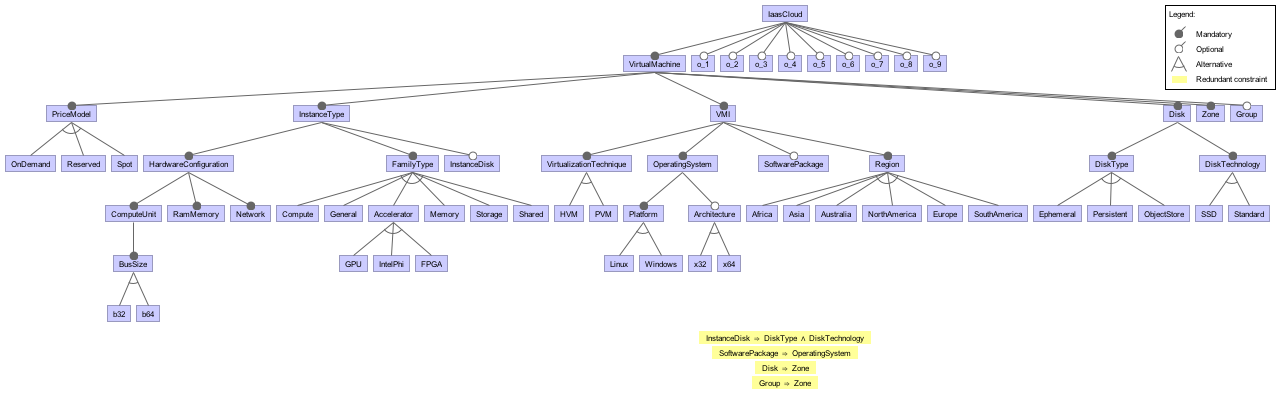 IaasCloud
Legend:
Mandatory
Optional
Alternative
Redundant constraint
VirtualMachine o_1 o_2 o_3 o_4 o_5 o_6 o_7 o_8 o_9
PriceModel InstanceType VMI Disk Zone Group
OnDemand Reserved Spot HardwareConfiguration FamilyType InstanceDisk VirtualizationTechnique OperatingSystem SoftwarePackage Region DiskType DiskTechnology
ComputeUnit RamMemory Network Compute General Accelerator Memory Storage Shared HVM PVM Platform Architecture Africa Asia Australia NorthAmerica Europe SouthAmerica Ephemeral Persistent ObjectStore SSD Standard
BusSize GPU IntelPhi FPGA Linux Windows x32 x64
b32 b64
InstanceDisk ⇒ DiskType ∧ DiskTechnology
SoftwarePackage ⇒ OperatingSystem
Disk ⇒ Zone
Group ⇒ Zone